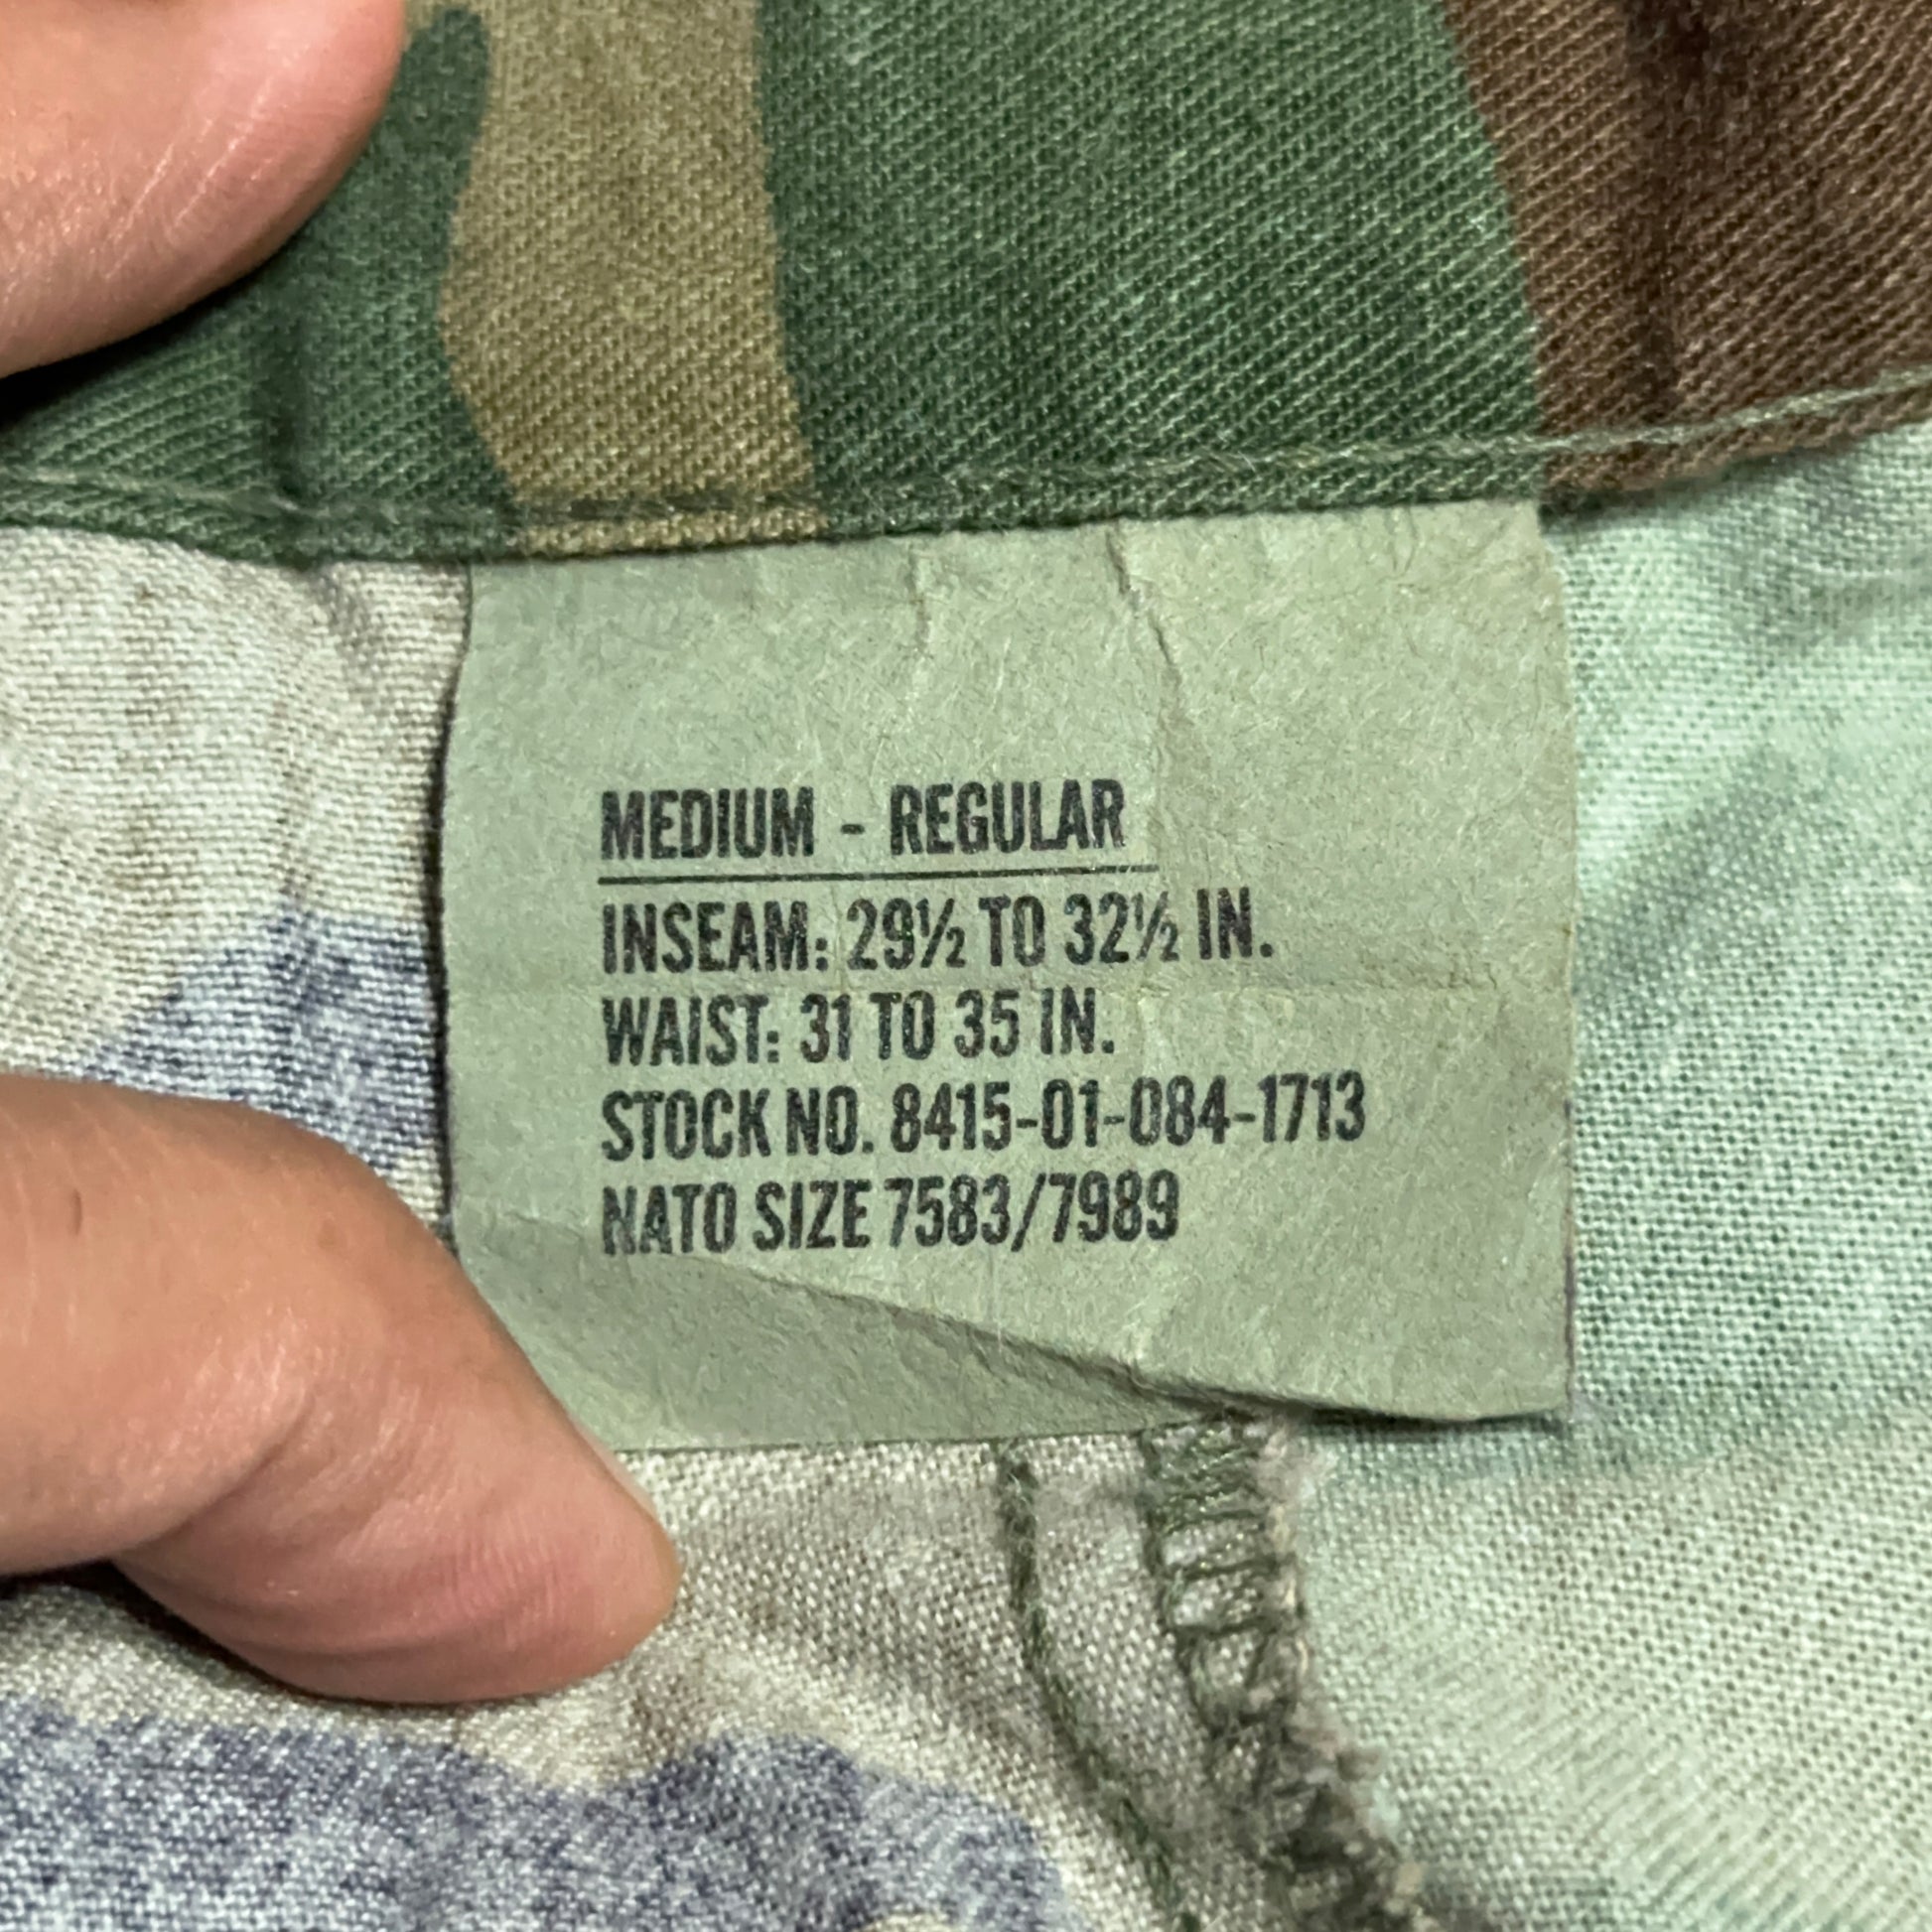 MEDIUM - REGULAR
INSEAM: 29½ TO 32½ IN.
WAIST: 31 TO 35 IN.
STOCK NO. 8415-01-084-1713
NATO SIZE 7583/7989